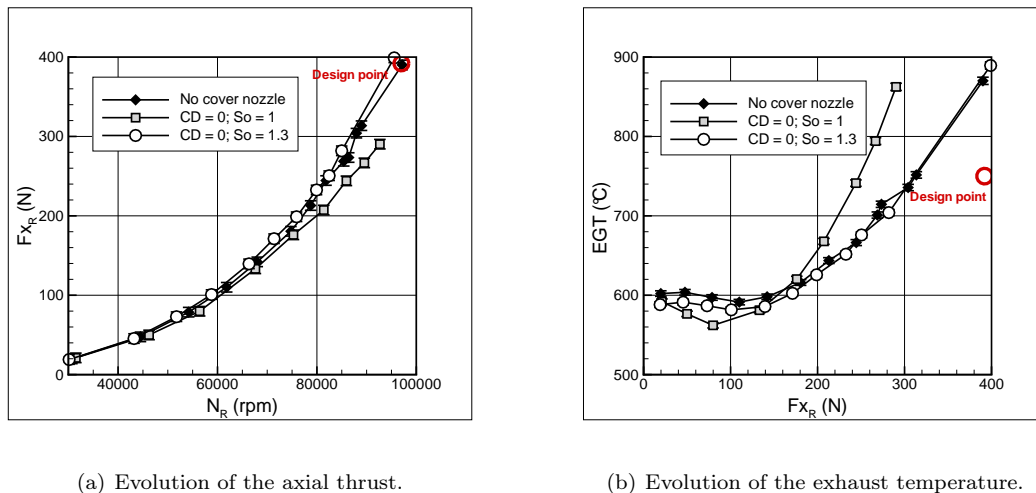 400
300
200
100
0
Fx_R (N)
40000 60000 80000 100000
N_R (rpm)
Design point
No cover nozzle
CD = 0; So = 1
CD = 0; So = 1.3
(a) Evolution of the axial thrust.
900
800
700
600
500
EGT (°C)
0 100 200 300 400
Fx_R (N)
No cover nozzle
CD = 0; So = 1
CD = 0; So = 1.3
Design point
(b) Evolution of the exhaust temperature.